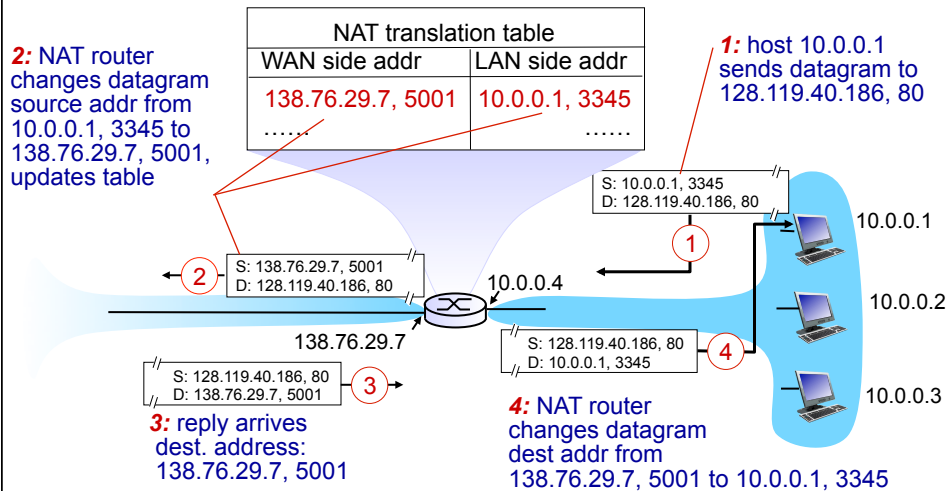 NAT translation table
WAN side addr LAN side addr
138.76.29.7, 5001 10.0.0.1, 3345
...... ......
2: NAT router
changes datagram
source addr from
10.0.0.1, 3345 to
138.76.29.7, 5001,
updates table
1: host 10.0.0.1
sends datagram to
128.119.40.186, 80
S: 10.0.0.1, 3345
D: 128.119.40.186, 80
1
10.0.0.1
S: 138.76.29.7, 5001
D: 128.119.40.186, 80
2
10.0.0.4
10.0.0.2
138.76.29.7
S: 128.119.40.186, 80
D: 10.0.0.1, 3345
4
S: 128.119.40.186, 80
D: 138.76.29.7, 5001
3
10.0.0.3
3: reply arrives
dest. address:
138.76.29.7, 5001
4: NAT router
changes datagram
dest addr from
138.76.29.7, 5001 to 10.0.0.1, 3345